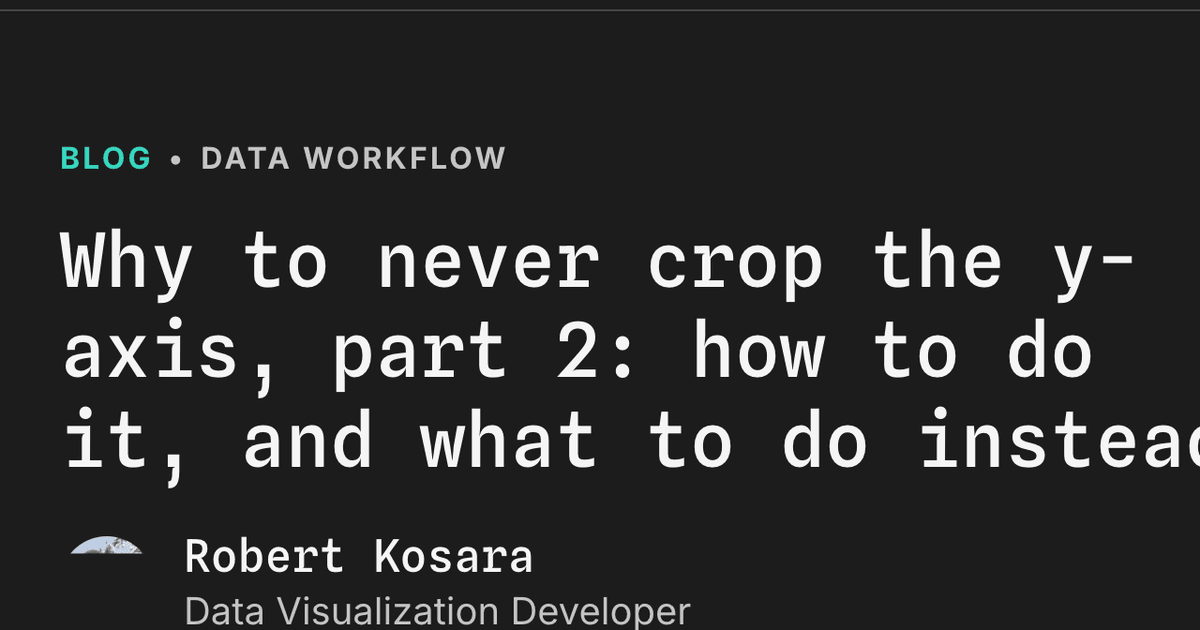 BLOG • DATA WORKFLOW
Why to never crop the y-
axis, part 2: how to do
it, and what to do instead
Robert Kosara
Data Visualization Developer